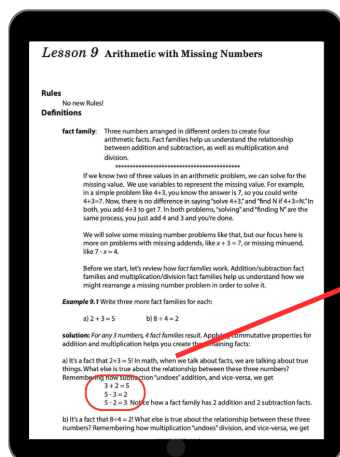 Lesson 9 Arithmetic with Missing Numbers
Rules
No new Rules!
Definitions
fact family: Three numbers arranged in different orders to create four
arithmetic facts. Fact families help us understand the relationship
between addition and subtraction, as well as multiplication and
division.
******************************************
If we know two of three values in an arithmetic problem, we can solve for the
missing value. We use variables to represent the missing value. For example,
in a simple problem like 4+3, you know the answer is 7, so you could write
4+3=7. Now, there is no difference in saying "solve 4+3," and "find N if 4+3=N." In
both, you add 4+3 to get 7. In both problems, "solving" and "finding N" are the
same process, you just add 4 and 3 and you're done.
We will solve some missing number problems like that, but our focus here is
more on problems with missing addends, like x + 3 = 7, or missing minuend,
like 7 - x = 4.
Before we start, let's review how fact families work. Addition/subtraction fact
families and multiplication/division fact families help us understand how we
might rearrange a missing number problem in order to solve it.
Example 9.1 Write three more fact families for each:
a) 2 + 3 = 5 b) 8 ÷ 4 = 2
solution: For any 3 numbers, 4 fact families result. Applying commutative properties for
addition and multiplication helps you create the remaining facts:
a) It's a fact that 2+3 = 5! In math, when we talk about facts, we are talking about true
things. What else is true about the relationship between these three numbers?
Remembering how subtraction "undoes" addition, and vice-versa, we get
3 + 2 = 5
5 - 3 = 2
5 - 2 = 3 Notice how a fact family has 2 addition and 2 subtraction facts.
b) It's a fact that 8÷4 = 2! What else is true about the relationship between these three
numbers? Remembering how multiplication "undoes" division, and vice-versa, we get